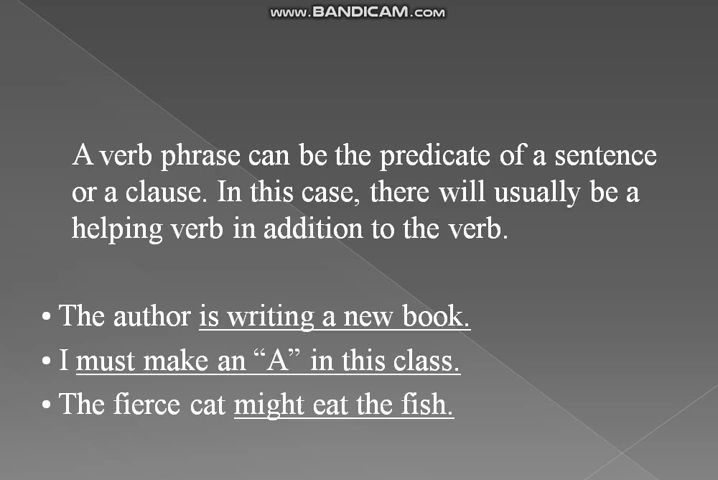 www.BANDICAM.com
A verb phrase can be the predicate of a sentence
or a clause. In this case, there will usually be a
helping verb in addition to the verb.
• The author is writing a new book.
• I must make an “A” in this class.
• The fierce cat might eat the fish.